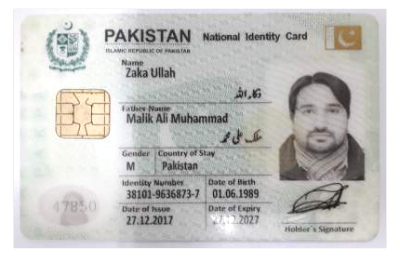 PAKISTAN National Identity Card
ISLAMIC REPUBLIC OF PAKISTAN
Name
Zaka Ullah
ذکاء اللہ
Father Name
Malik Ali Muhammad
ملک علی محمد
Gender Country of Stay
M Pakistan
Identity Number Date of Birth
38101-9636873-7 01.06.1989
Date of Issue Date of Expiry
27.12.2017 27.12.2027
47850
Holder's Signature